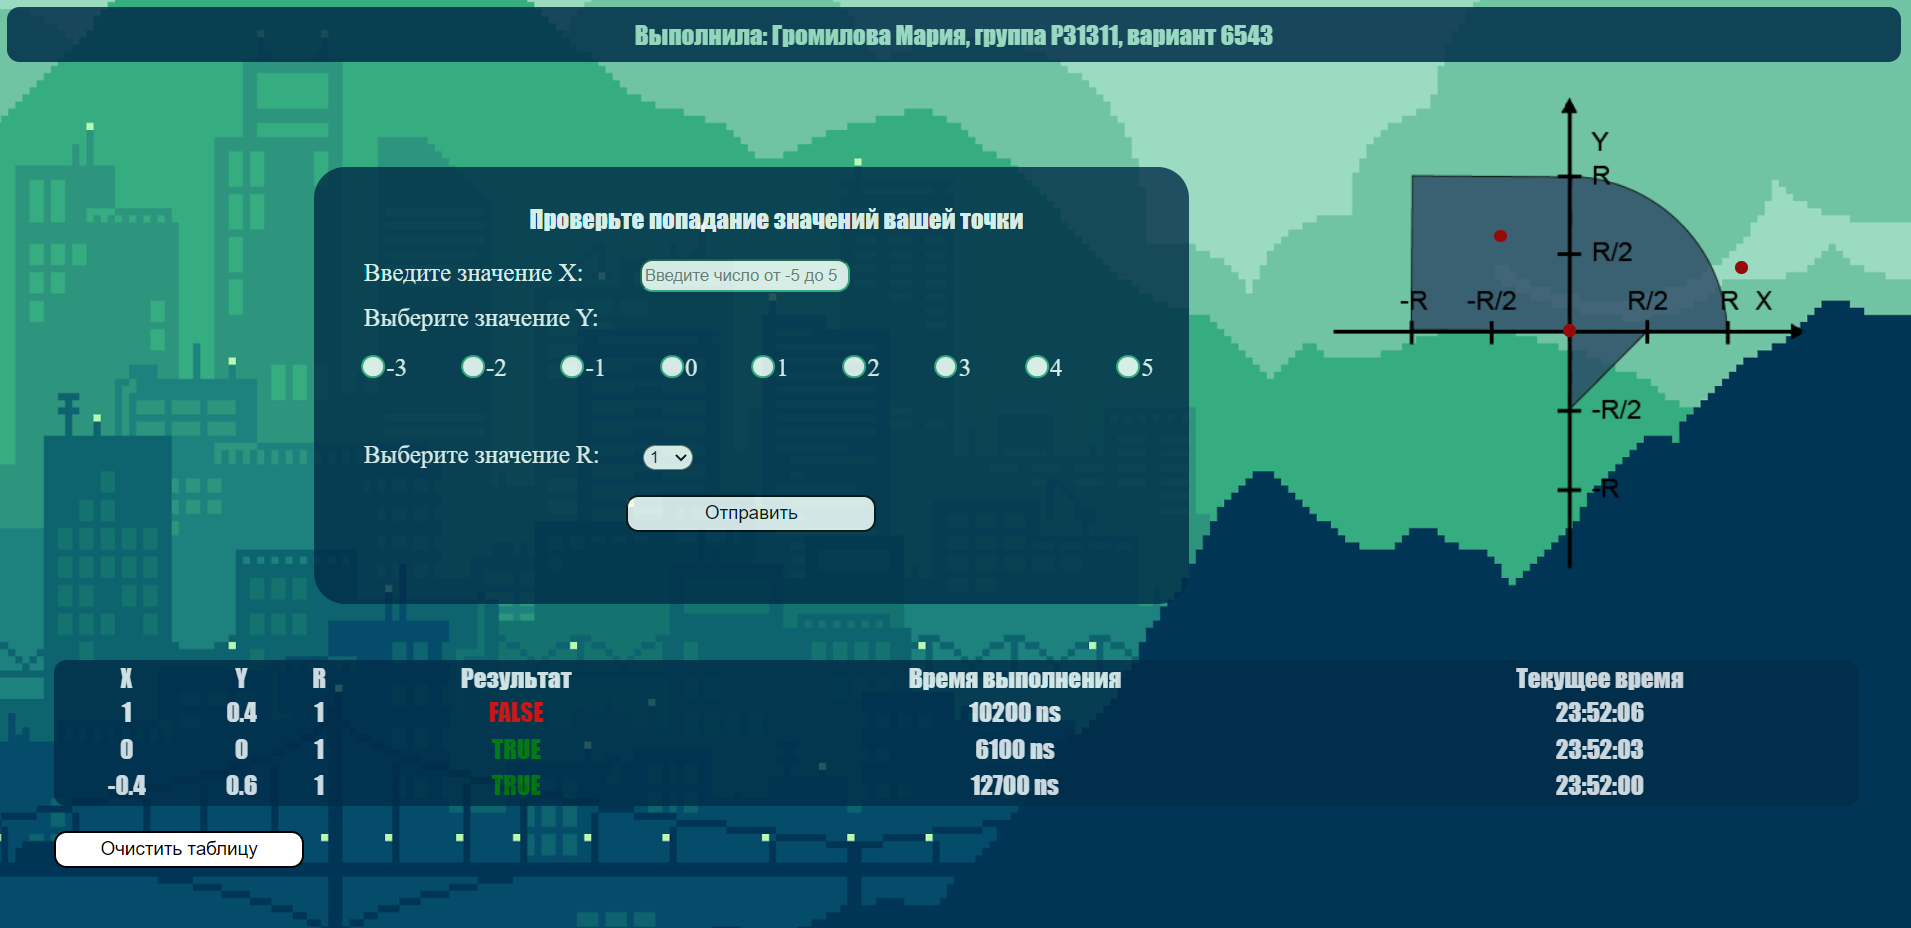 Выполнила: Громилова Мария, группа P31311, вариант 6543
Проверьте попадание значений вашей точки
Введите значение X: Введите число от -5 до 5
Выберите значение Y:
-3 -2 -1 0 1 2 3 4 5
Выберите значение R: 1
Отправить
Y
R
R/2
-R -R/2 R/2 R X
-R/2
-R
X Y R Результат Время выполнения Текущее время
1 0.4 1 FALSE 10200 ns 23:52:06
0 0 1 TRUE 6100 ns 23:52:03
-0.4 0.6 1 TRUE 12700 ns 23:52:00
Очистить таблицу